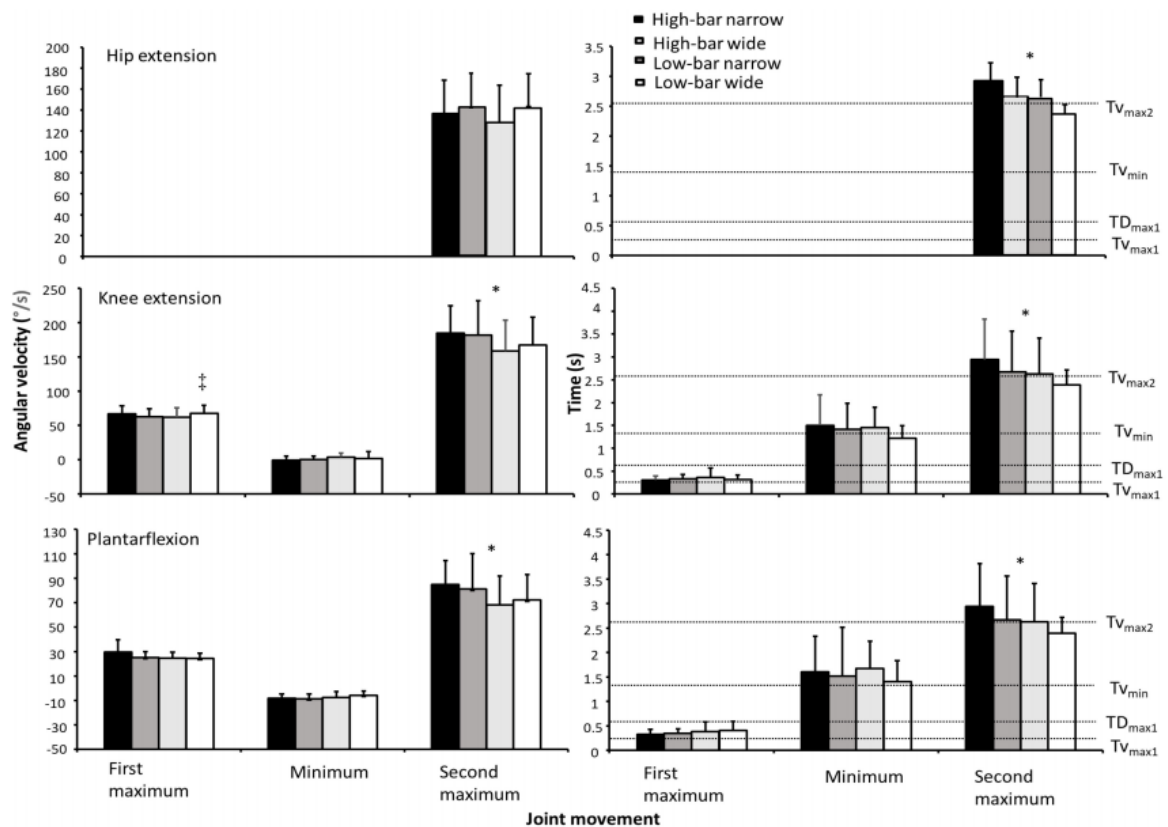 Hip extension
200
180
160
140
120
100
80
60
40
20
0
High-bar narrow
High-bar wide
Low-bar narrow
Low-bar wide
*
3.5
3
2.5
2
1.5
1
0.5
0
Tvmax2
Tvmin
TDmax1
Tvmax1
Angular velocity (°/s)
Knee extension
250
200
150
100
50
0
-50
‡
*
Time (s)
4.5
4
3.5
3
2.5
2
1.5
1
0.5
0
*
Tvmax2
Tvmin
TDmax1
Tvmax1
Plantarflexion
130
110
90
70
50
30
10
-10
-30
-50
*
4.5
4
3.5
3
2.5
2
1.5
1
0.5
0
*
Tvmax2
Tvmin
TDmax1
Tvmax1
First
maximum
Minimum
Second
maximum
First
maximum
Minimum
Second
maximum
Joint movement